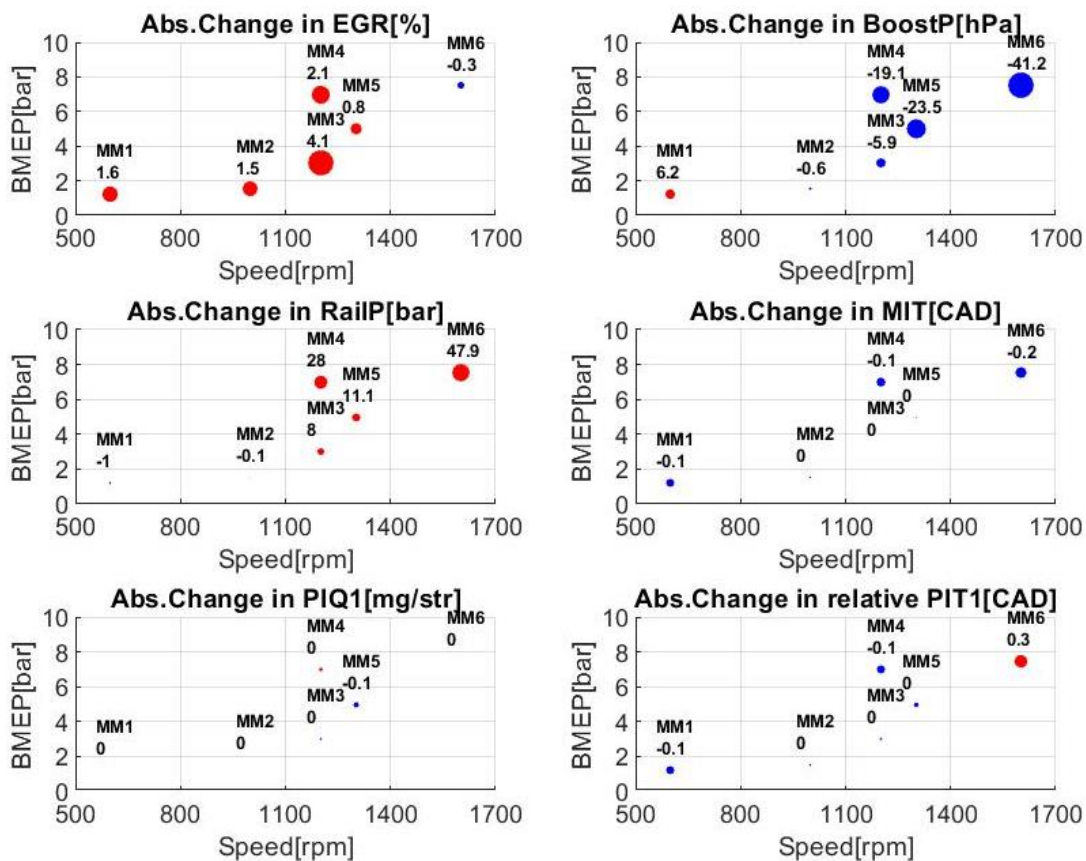 Abs.Change in EGR[%]
BMEP[bar]
10
8
6
4
2
0
MM1
1.6
MM2
1.5
MM4
2.1
MM5
0.8
MM3
4.1
MM6
-0.3
500 800 1100 1400 1700
Speed[rpm]
Abs.Change in BoostP[hPa]
BMEP[bar]
10
8
6
4
2
0
MM1
6.2
MM2
-0.6
MM4
-19.1
MM5
-23.5
MM3
-5.9
MM6
-41.2
500 800 1100 1400 1700
Speed[rpm]
Abs.Change in RailP[bar]
BMEP[bar]
10
8
6
4
2
0
MM1
-1
MM2
-0.1
MM4
28
MM5
11.1
MM3
8
MM6
47.9
500 800 1100 1400 1700
Speed[rpm]
Abs.Change in MIT[CAD]
BMEP[bar]
10
8
6
4
2
0
MM1
-0.1
MM2
0
MM4
-0.1
MM5
0
MM3
0
MM6
-0.2
500 800 1100 1400 1700
Speed[rpm]
Abs.Change in PIQ1[mg/str]
BMEP[bar]
10
8
6
4
2
0
MM1
0
MM2
0
MM4
0
MM5
-0.1
MM3
0
MM6
0
500 800 1100 1400 1700
Speed[rpm]
Abs.Change in relative PIT1[CAD]
BMEP[bar]
10
8
6
4
2
0
MM1
-0.1
MM2
0
MM4
-0.1
MM5
0
MM3
0
MM6
0.3
500 800 1100 1400 1700
Speed[rpm]